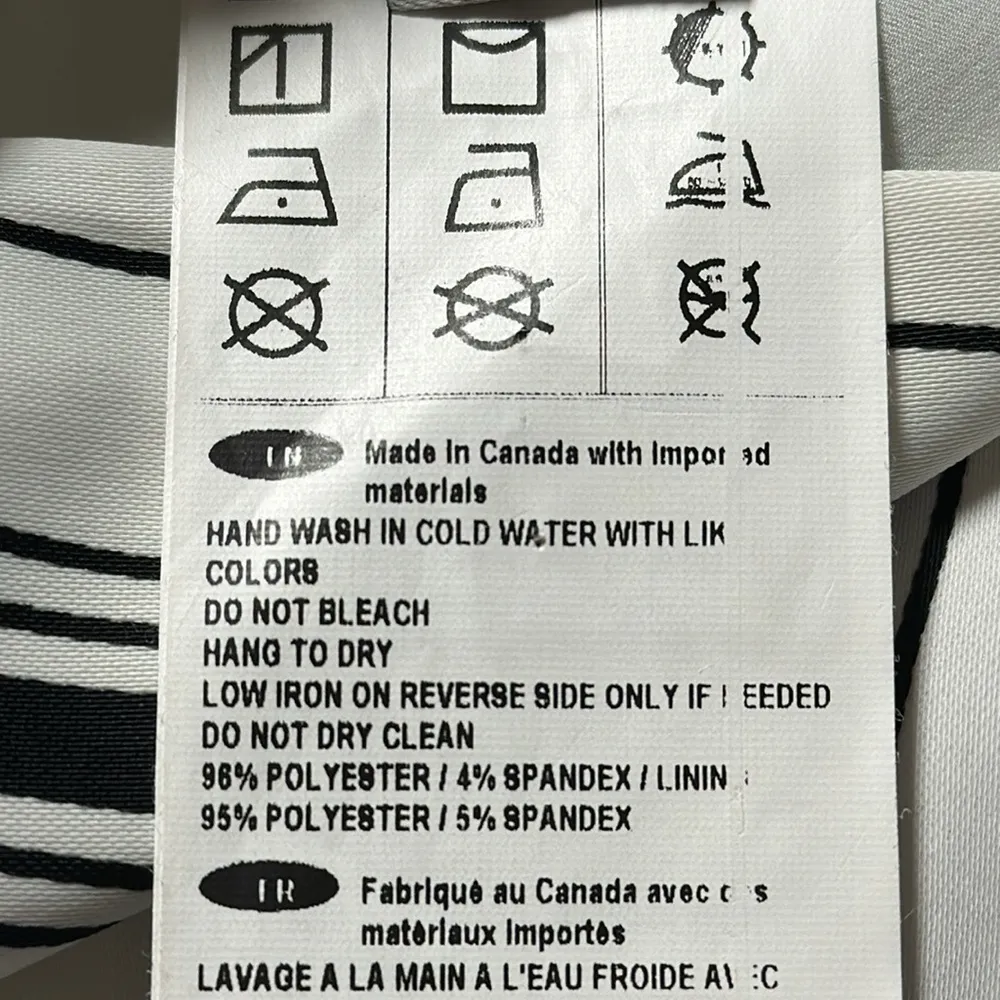 Made in Canada with Impor ed
materials
HAND WASH IN COLD WATER WITH LIK
COLORS
DO NOT BLEACH
HANG TO DRY
LOW IRON ON REVERSE SIDE ONLY IF EEDED
DO NOT DRY CLEAN
96% POLYESTER / 4% SPANDEX / LININ
95% POLYESTER / 5% SPANDEX
FR
Fabriqué au Canada avec
matériaux Importés
LAVAGE A LA MAIN A L'EAU FROIDE